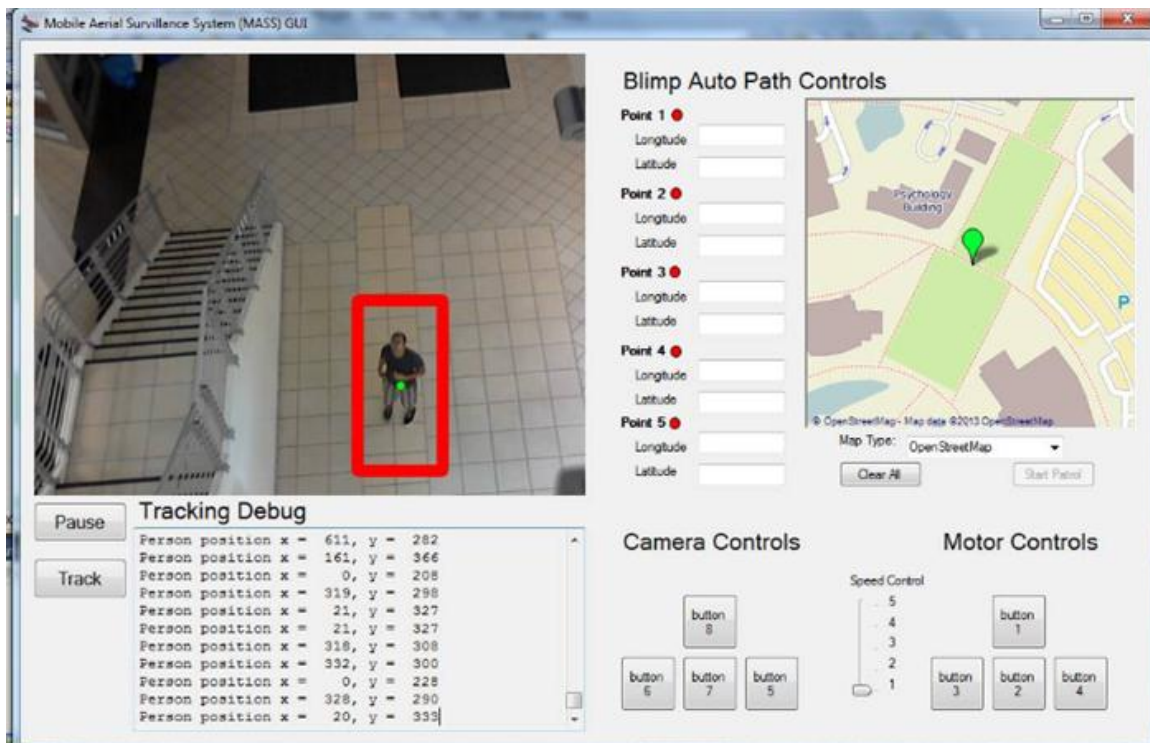 Mobile Aerial Survillance System (MASS) GUI
Blimp Auto Path Controls
Point 1
Longitude
Latitude
Point 2
Longitude
Latitude
Point 3
Longitude
Latitude
Point 4
Longitude
Latitude
Point 5
Longitude
Latitude
Psychology
Building
P
© OpenStreetMap - Map data ©2013 OpenStreetMap
Map Type: OpenStreetMap
Clear All
Start Patrol
Pause
Track
Tracking Debug
Person position x = 611, y = 282
Person position x = 161, y = 366
Person position x = 0, y = 208
Person position x = 319, y = 298
Person position x = 21, y = 327
Person position x = 21, y = 327
Person position x = 318, y = 308
Person position x = 332, y = 300
Person position x = 0, y = 228
Person position x = 328, y = 290
Person position x = 20, y = 333
Camera Controls
button
8
button
6
button
7
button
5
Speed Control
5
4
3
2
1
Motor Controls
button
1
button
3
button
2
button
4